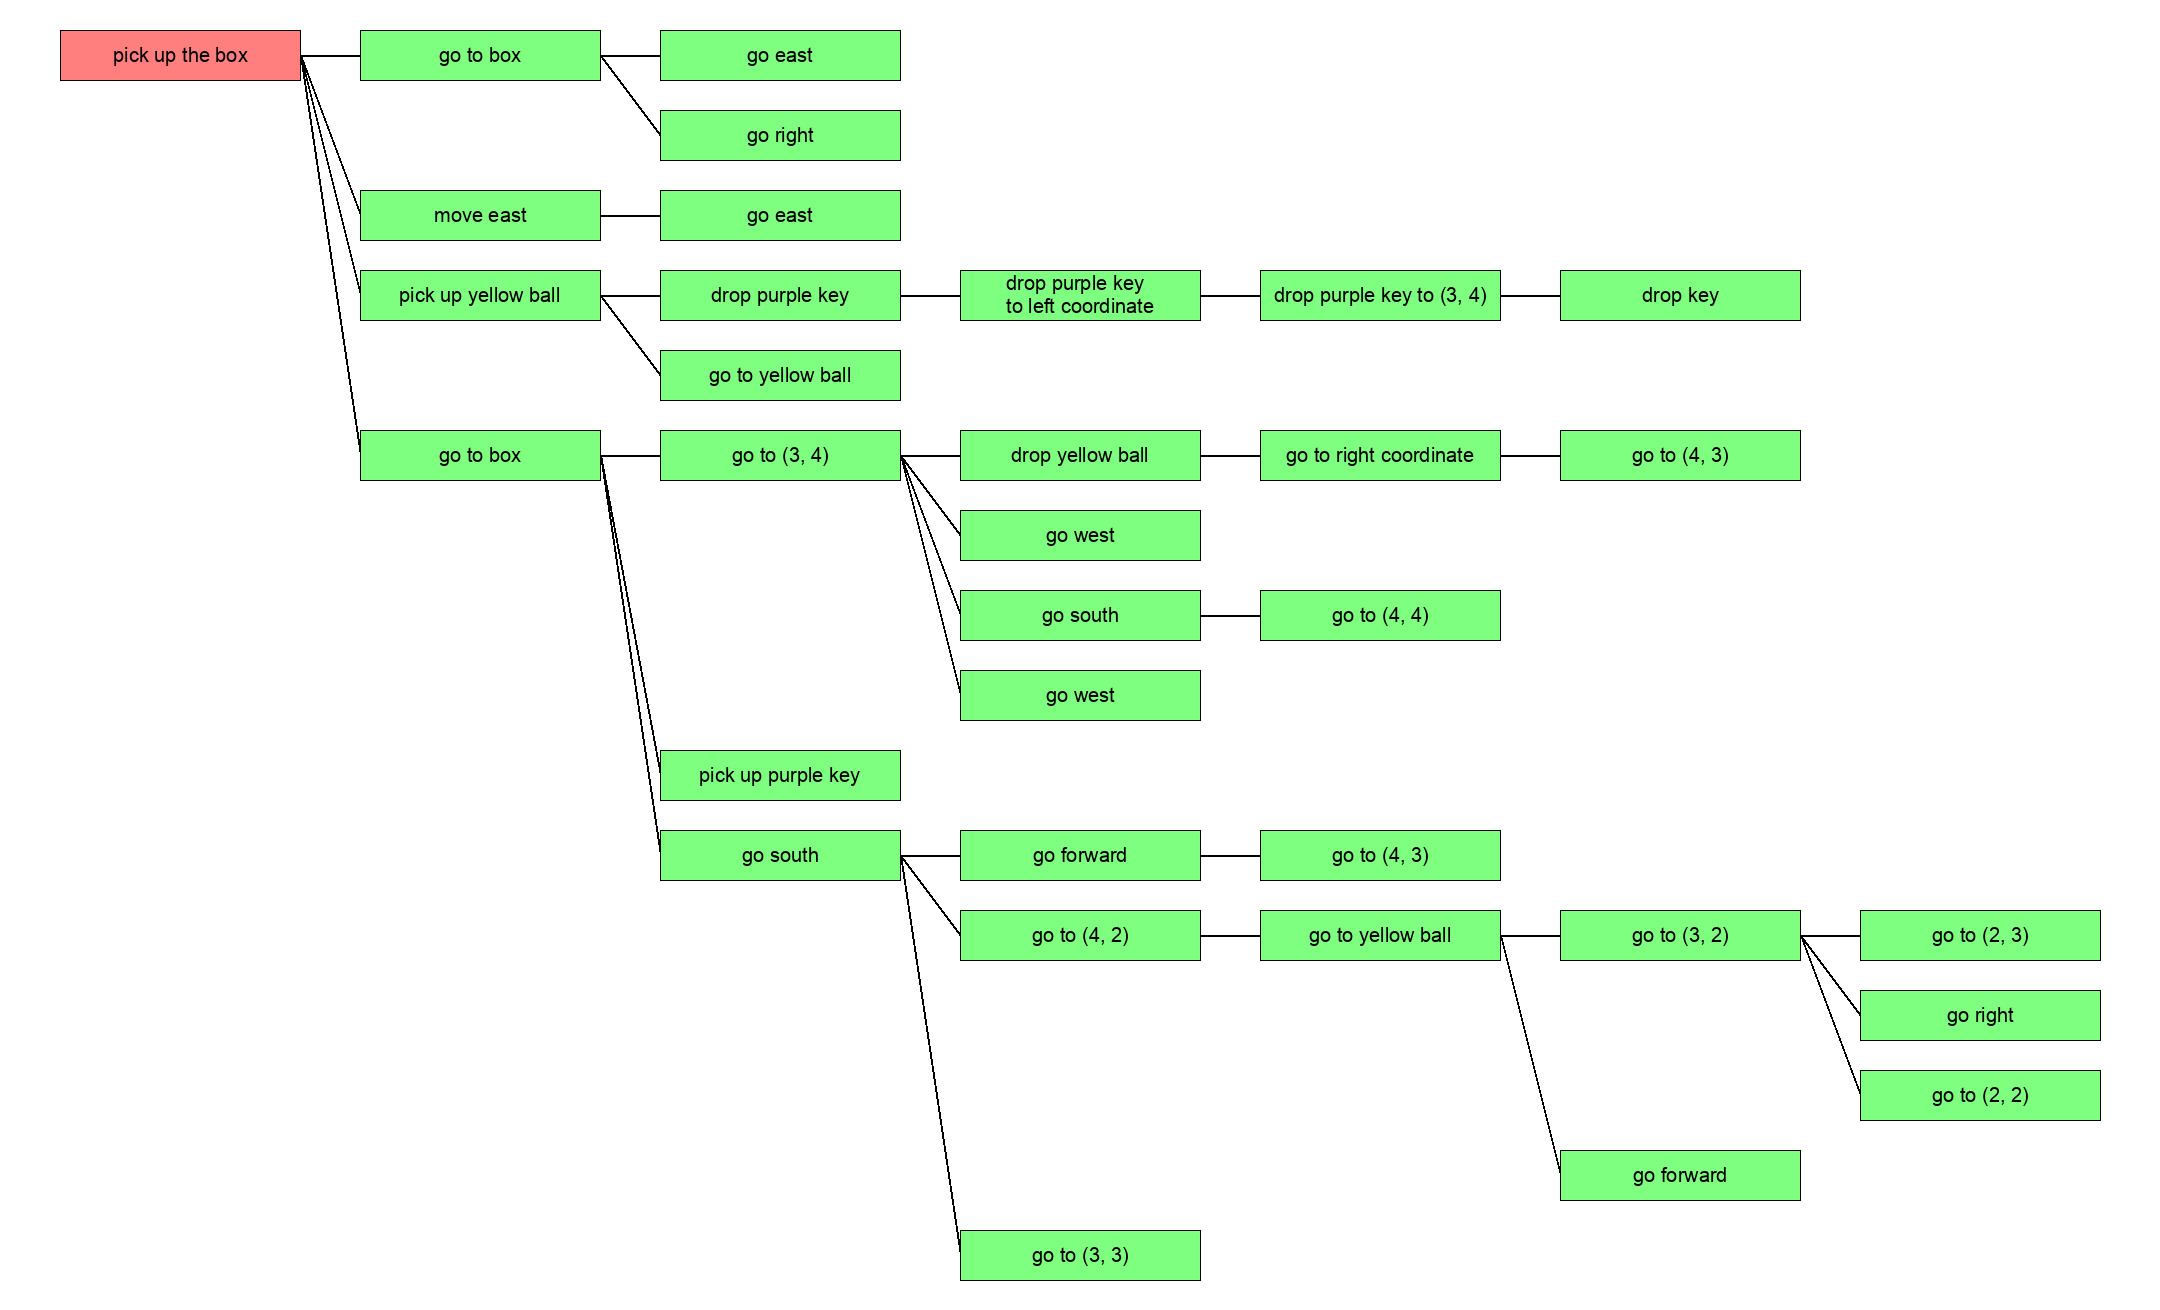 pick up the box
go to box
go east
go right
move east
go east
pick up yellow ball
drop purple key
drop purple key
to left coordinate
drop purple key to (3, 4)
drop key
go to yellow ball
go to box
go to (3, 4)
drop yellow ball
go to right coordinate
go to (4, 3)
go west
go south
go to (4, 4)
go west
pick up purple key
go south
go forward
go to (4, 3)
go to (4, 2)
go to yellow ball
go to (3, 2)
go to (2, 3)
go right
go to (2, 2)
go forward
go to (3, 3)